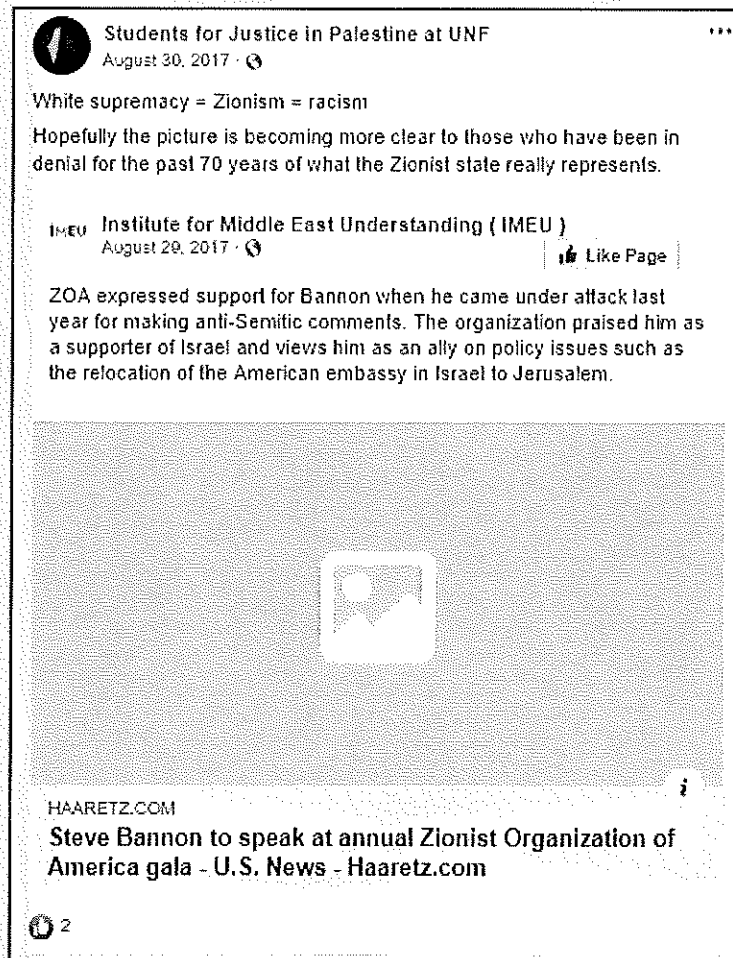 Students for Justice in Palestine at UNF
...
August 30, 2017 ·
White supremacy = Zionism = racism
Hopefully the picture is becoming more clear to those who have been in
denial for the past 70 years of what the Zionist state really represents.
IMEU Institute for Middle East Understanding ( IMEU )
August 29, 2017 ·
Like Page
ZOA expressed support for Bannon when he came under attack last
year for making anti-Semitic comments. The organization praised him as
a supporter of Israel and views him as an ally on policy issues such as
the relocation of the American embassy in Israel to Jerusalem.
i
HAARETZ.COM
Steve Bannon to speak at annual Zionist Organization of
America gala - U.S. News - Haaretz.com
2